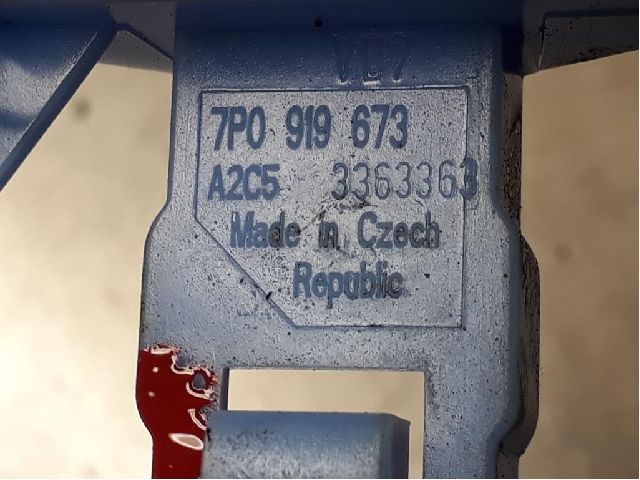 7P0 919 673
A2C5 3363363
Made in Czech
Republic